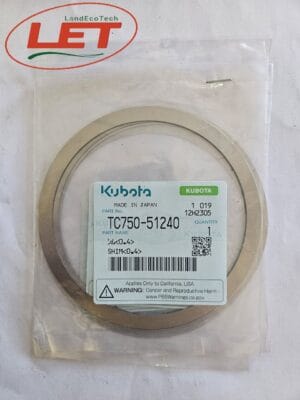 LandEcoTech
LET
Kubota
KUBOTA
MADE IN JAPAN
1 019
PART No.
12H2305
TC750-51240
QUANTITY
PART NAME
1
SHIM<0.4>
Applies Only to California, USA
WARNING: Cancer and Reproductive Harm -
www.P65Warnings.ca.gov